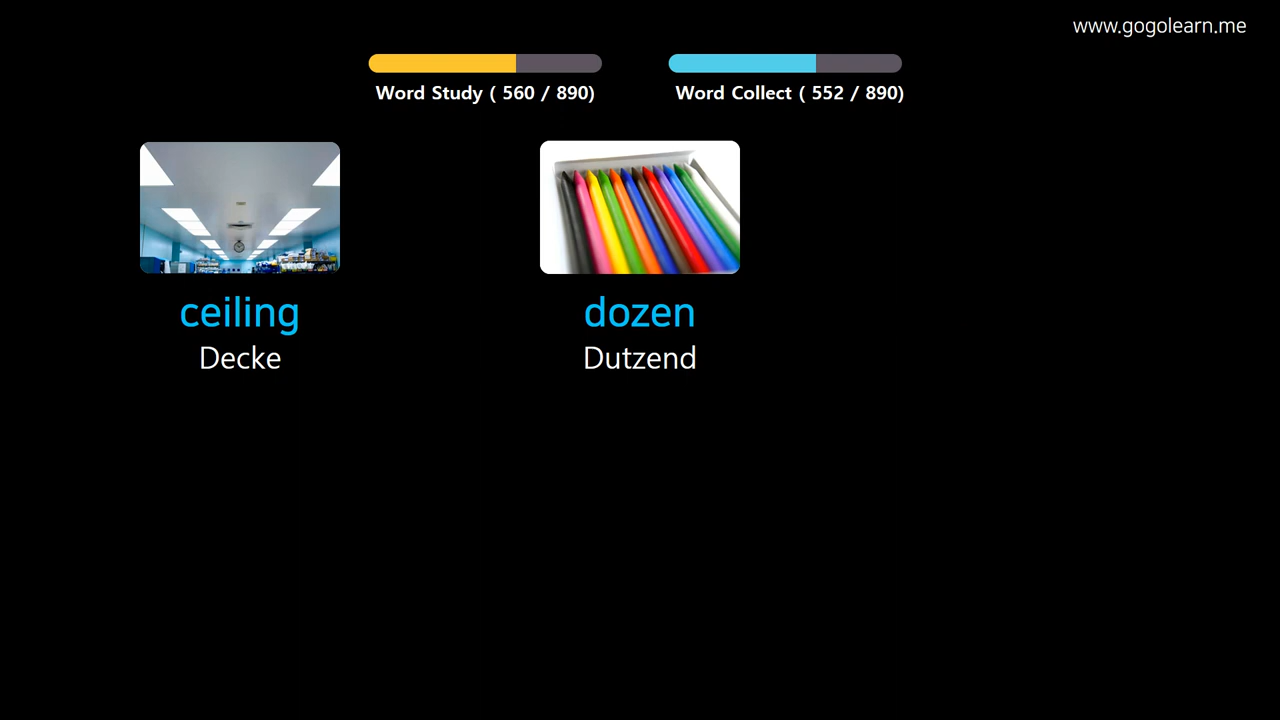 www.gogolearn.me
Word Study ( 560 / 890)
Word Collect ( 552 / 890)
ceiling
Decke
dozen
Dutzend